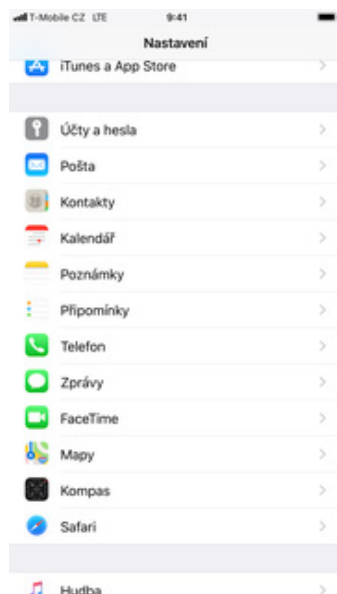 T-Mobile CZ LTE 9:41
Nastavení
iTunes a App Store
Účty a hesla
Pošta
Kontakty
Kalendář
Poznámky
Připomínky
Telefon
Zprávy
FaceTime
Mapy
Kompas
Safari
Hudba